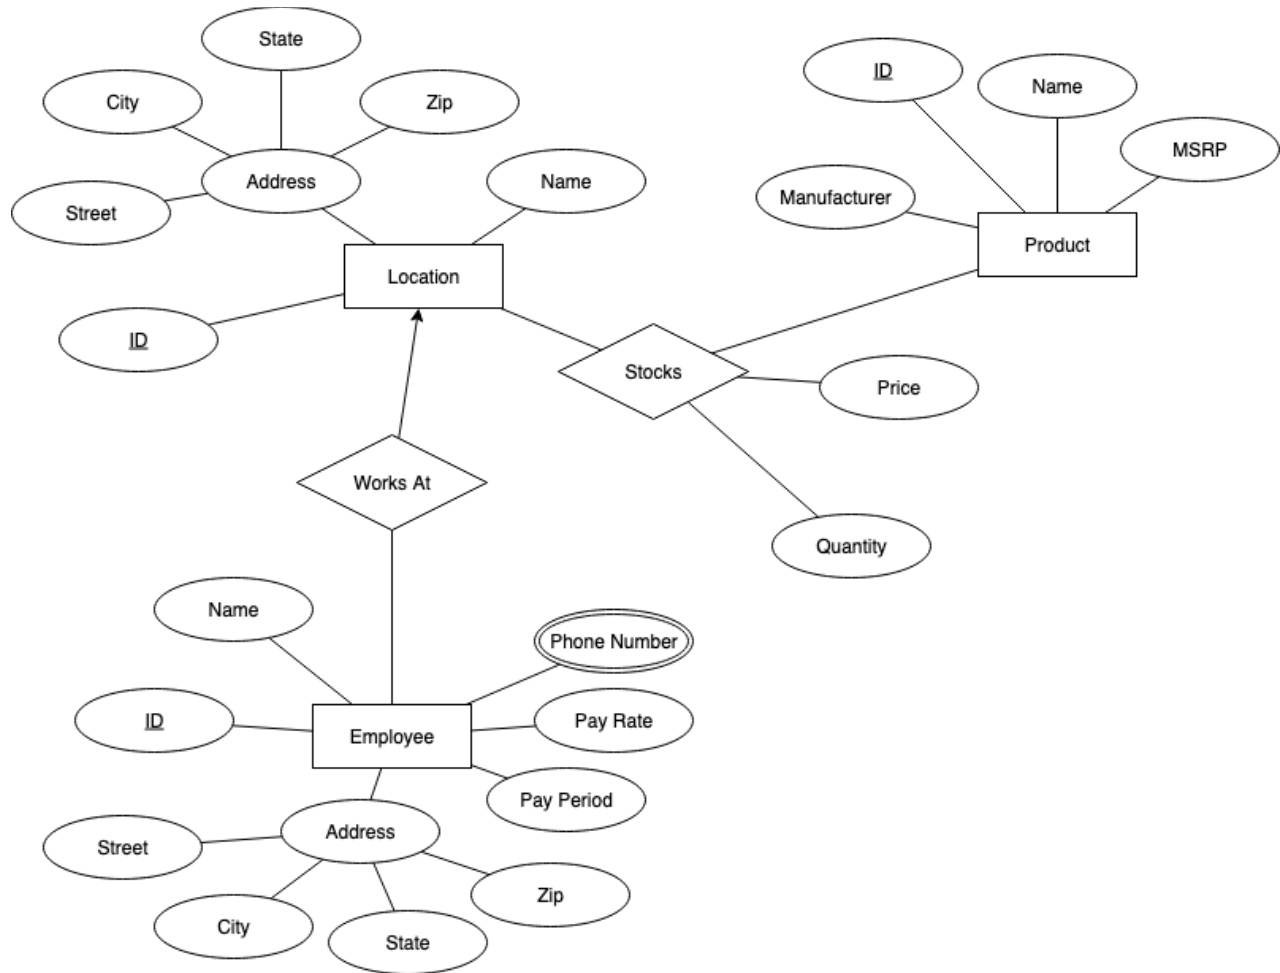 State
ID
Name
City
Zip
MSRP
Address
Name
Manufacturer
Street
Product
Location
ID
Stocks
Price
Works At
Quantity
Name
Phone Number
ID
Pay Rate
Employee
Pay Period
Address
Street
Zip
City
State